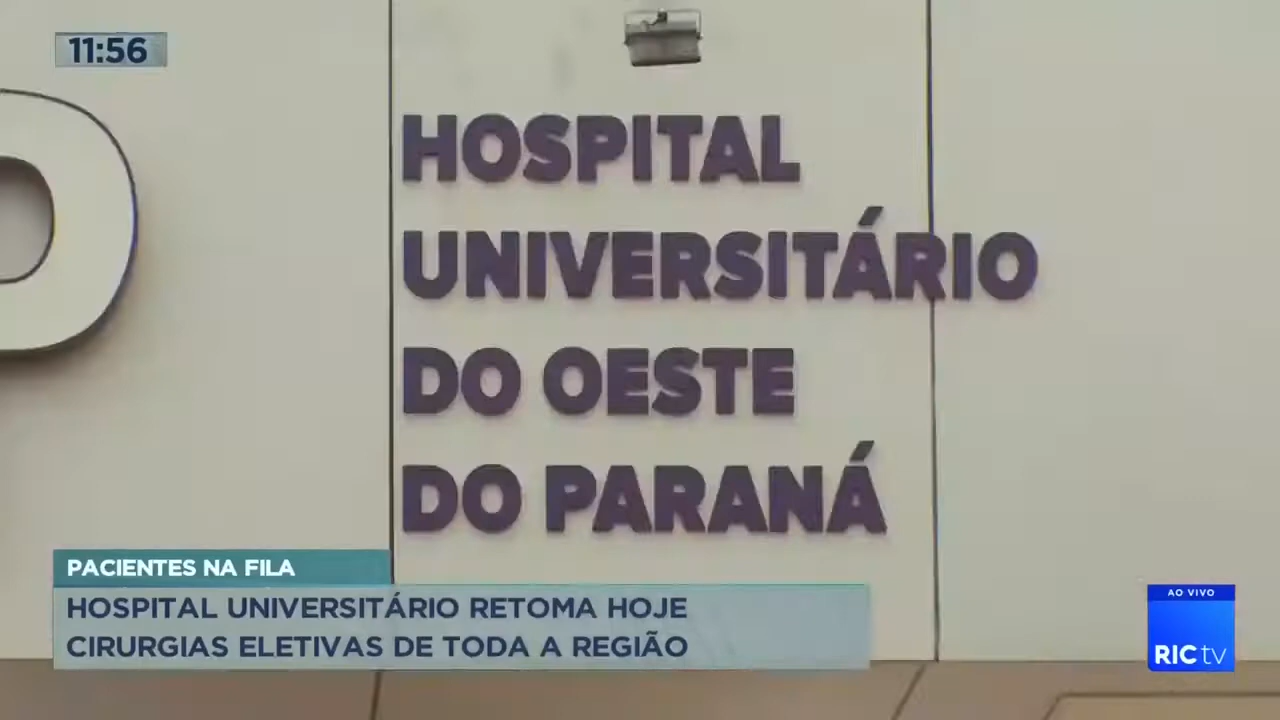 11:56
HOSPITAL
UNIVERSITÁRIO
DO OESTE
DO PARANÁ
PACIENTES NA FILA
HOSPITAL UNIVERSITÁRIO RETOMA HOJE
CIRURGIAS ELETIVAS DE TODA A REGIÃO
AO VIVO
RICtv